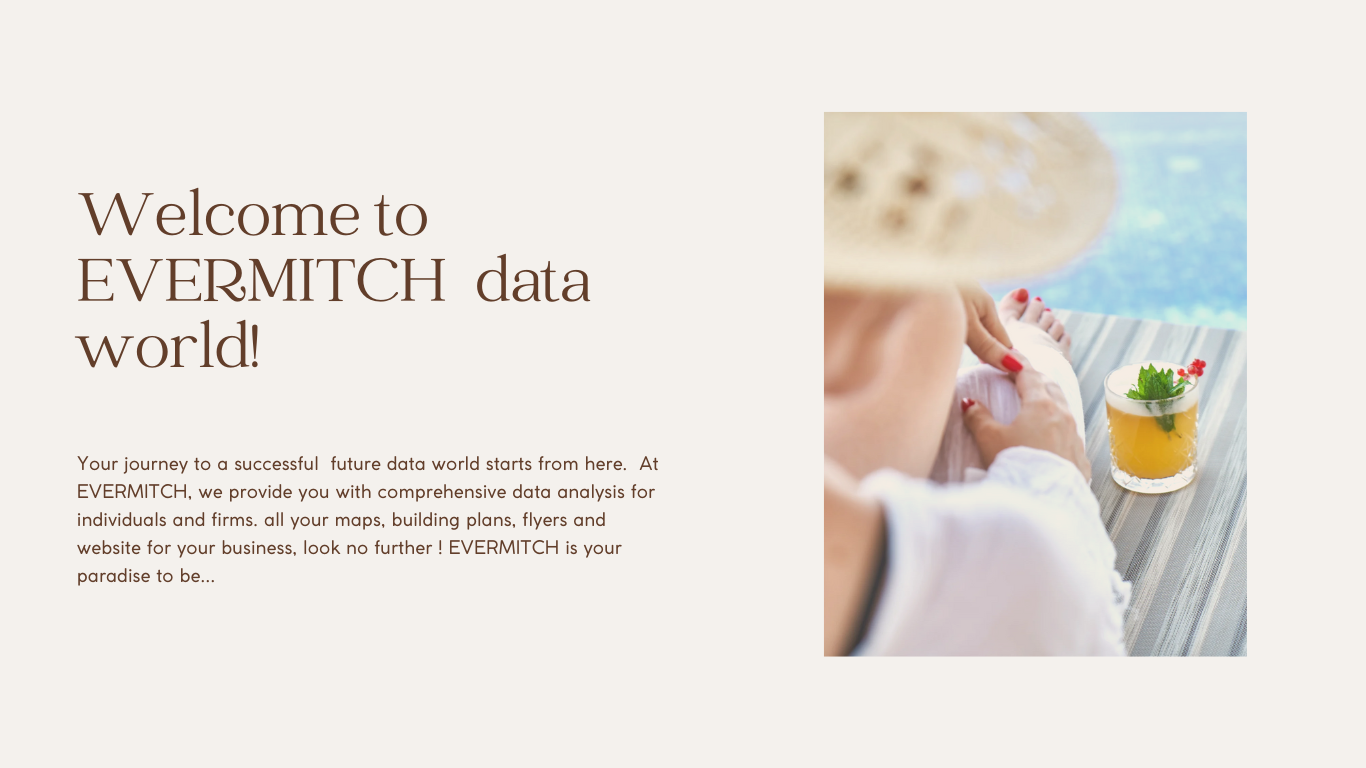 Welcome to
EVERMITCH  data
world!
Your journey to a successful  future data world starts from here.  At
EVERMITCH, we provide you with comprehensive data analysis for
individuals and firms. all your maps, building plans, flyers and
website for your business, look no further ! EVERMITCH is your
paradise to be...